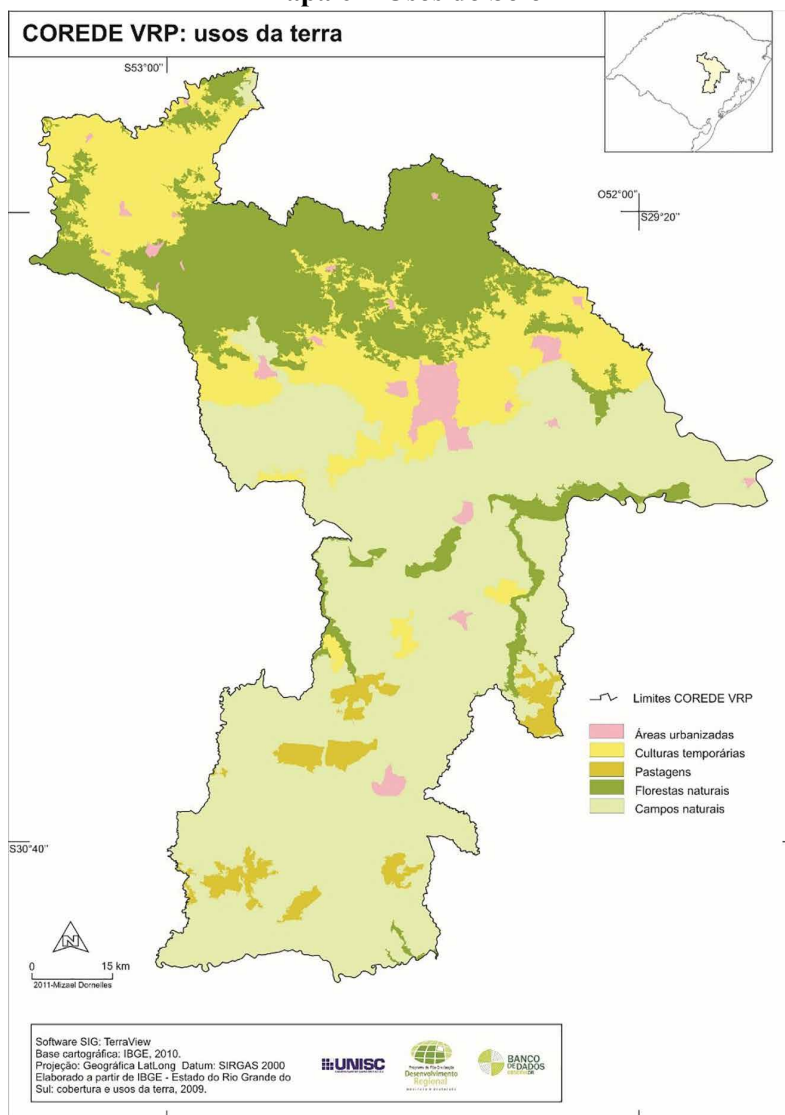 COREDE VRP: usos da terra
S53°00"
O52°00"
S29°20"
Limites COREDE VRP
Áreas urbanizadas
Culturas temporárias
Pastagens
Florestas naturais
Campos naturais
S30°40"
N
0 15 km
2011-Mizael Dornelles
Software SIG: TerraView
Base cartográfica: IBGE, 2010.
Projeção: Geográfica LatLong Datum: SIRGAS 2000
Elaborado a partir de IBGE - Estado do Rio Grande do
Sul: cobertura e usos da terra, 2009.
UNISC
Desenvolvimento
Regional
BANCO
DE DADOS